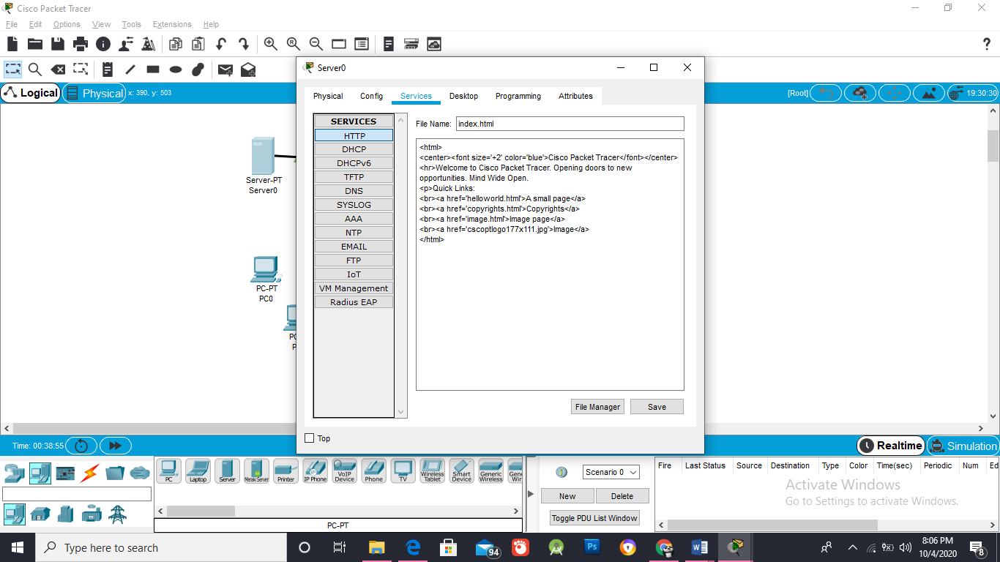 Cisco Packet Tracer
File Edit Options View Tools Extensions Help
?
Server0
Logical
Physical
x: 390, y: 503
[Root]
19:30:30
Physical Config Services Desktop Programming Attributes
SERVICES
HTTP
DHCP
DHCPv6
TFTP
DNS
SYSLOG
AAA
NTP
EMAIL
FTP
IoT
VM Management
Radius EAP
File Name: index.html
<html>
<center><font size='+2' color='blue'>Cisco Packet Tracer</font></center>
<hr>Welcome to Cisco Packet Tracer. Opening doors to new
opportunities. Mind Wide Open.
<p>Quick Links:
<br><a href='helloworld.html'>A small page</a>
<br><a href='copyrights.html'>Copyrights</a>
<br><a href='image.html'>Image page</a>
<br><a href='cscoptlogo177x111.jpg'>Image</a>
</html>
File Manager Save
Top
Server-PT
Server0
PC-PT
PC0
PC
P
Time: 00:38:55
Realtime
Simulation
PC
Laptop
Server
Meraki Server
Printer
IP Phone
VoIP
Device
Phone
TV
Wireless
Tablet
Smart
Device
Generic
Wireless
Gene
Wir
PC-PT
Scenario 0
New Delete
Toggle PDU List Window
Fire Last Status Source Destination Type Color Time(sec) Periodic Num Ed
Activate Windows
Go to Settings to activate Windows.
Type here to search
94
Ps
8:06 PM
10/4/2020
8